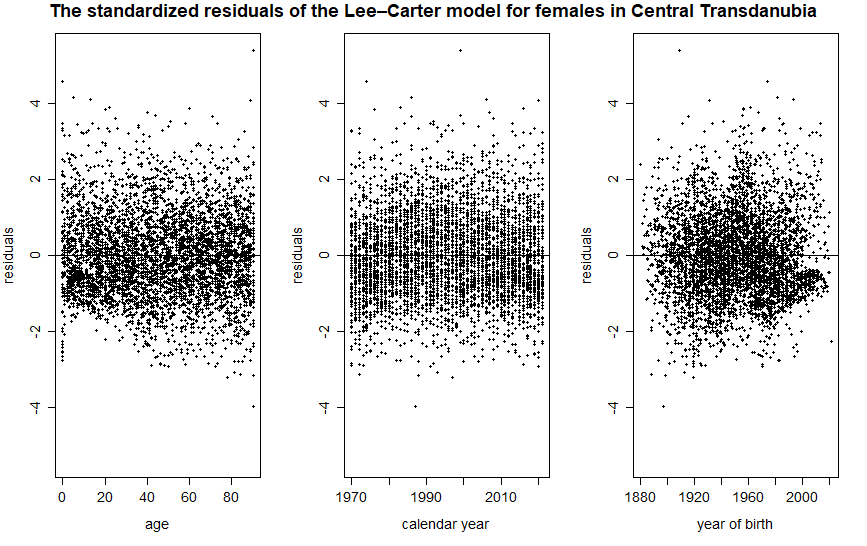 The standardized residuals of the Lee–Carter model for females in Central Transdanubia
residuals
4
2
0
-2
-4
0 20 40 60 80
age
residuals
4
2
0
-2
-4
1970 1990 2010
calendar year
residuals
4
2
0
-2
-4
1880 1920 1960 2000
year of birth